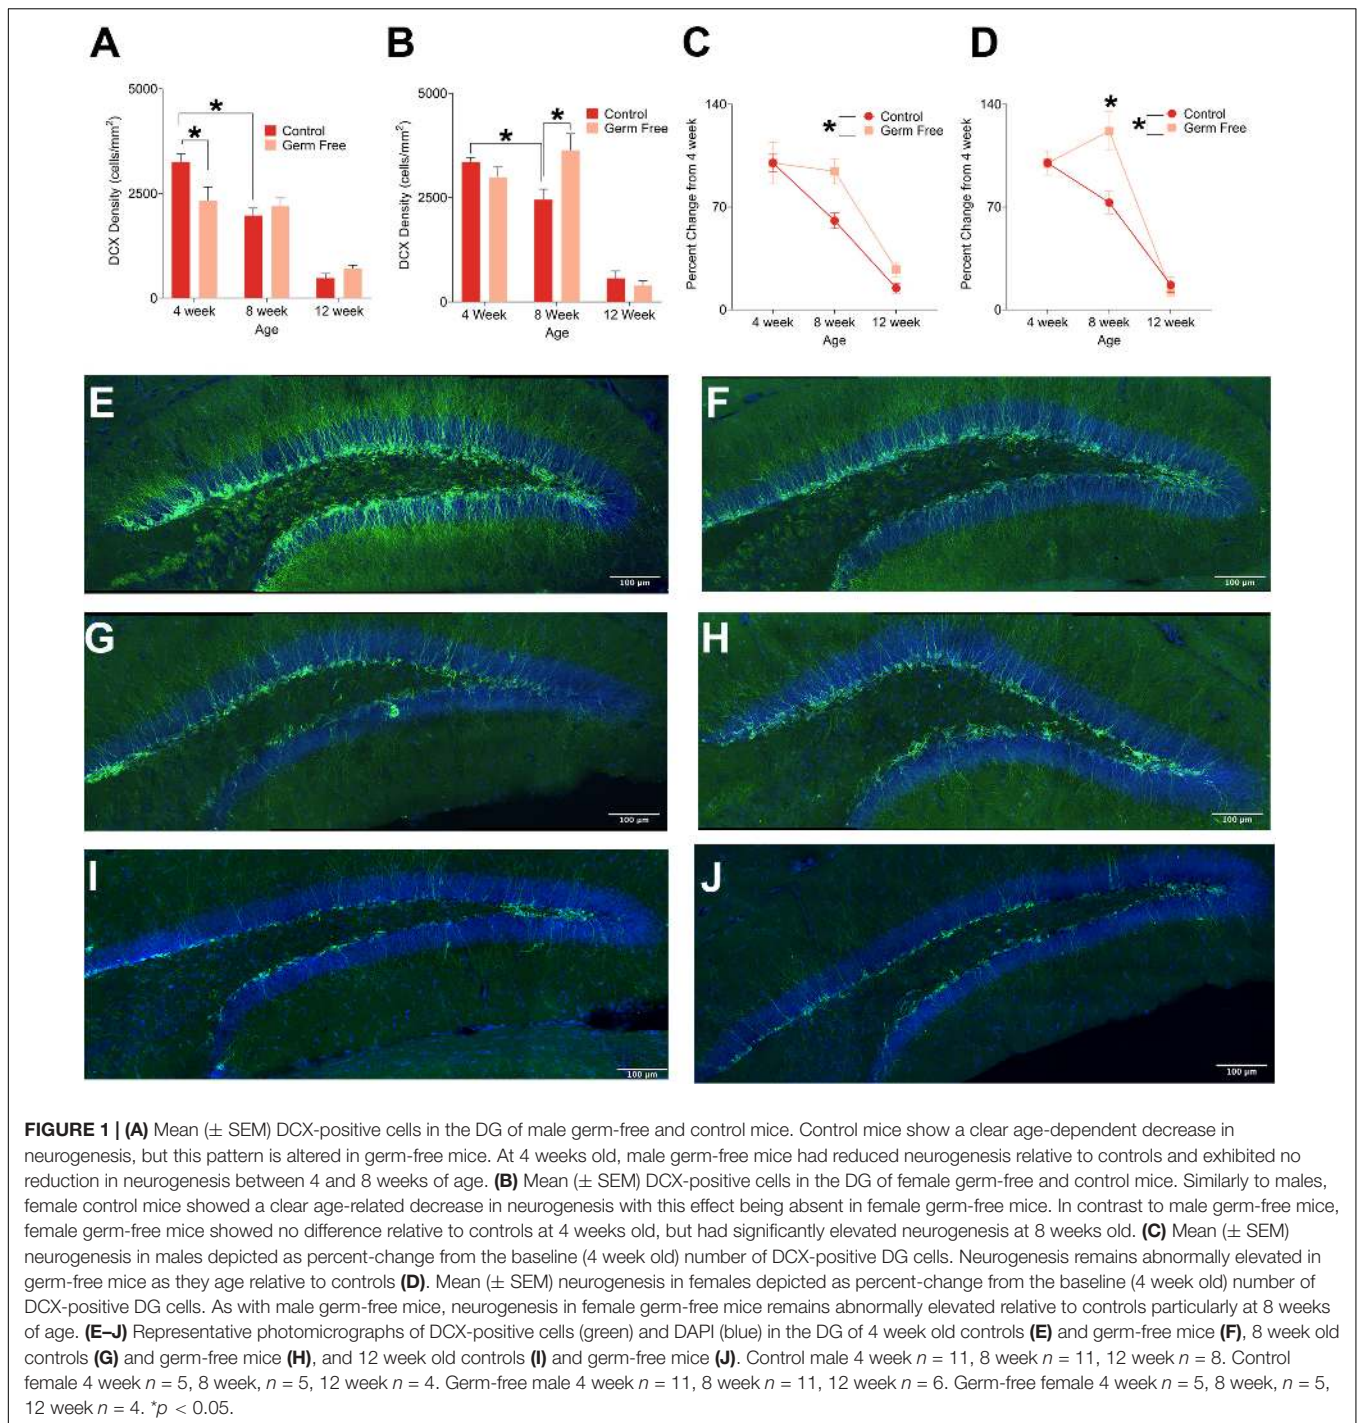 A
B
C
D
5000
2500
0
DCX Density (cells/mm²)
*
*
Control
Germ Free
4 week
8 week
12 week
Age
5000
2500
0
DCX Density (cells/mm²)
*
*
Control
Germ Free
4 Week
8 Week
12 Week
Age
140
70
0
Percent Change from 4 week
*
Control
Germ Free
4 week
8 week
12 week
Age
140
70
0
Percent Change from 4 week
*
*
Control
Germ Free
4 week
8 week
12 week
Age
E
100 µm
F
100 µm
G
100 µm
H
100 µm
I
100 µm
J
100 µm
FIGURE 1 | (A) Mean (± SEM) DCX-positive cells in the DG of male germ-free and control mice. Control mice show a clear age-dependent decrease in
neurogenesis, but this pattern is altered in germ-free mice. At 4 weeks old, male germ-free mice had reduced neurogenesis relative to controls and exhibited no
reduction in neurogenesis between 4 and 8 weeks of age. (B) Mean (± SEM) DCX-positive cells in the DG of female germ-free and control mice. Similarly to males,
female control mice showed a clear age-related decrease in neurogenesis with this effect being absent in female germ-free mice. In contrast to male germ-free mice,
female germ-free mice showed no difference relative to controls at 4 weeks old, but had significantly elevated neurogenesis at 8 weeks old. (C) Mean (± SEM)
neurogenesis in males depicted as percent-change from the baseline (4 week old) number of DCX-positive DG cells. Neurogenesis remains abnormally elevated in
germ-free mice as they age relative to controls (D). Mean (± SEM) neurogenesis in females depicted as percent-change from the baseline (4 week old) number of
DCX-positive DG cells. As with male germ-free mice, neurogenesis in female germ-free mice remains abnormally elevated relative to controls particularly at 8 weeks
of age. (E–J) Representative photomicrographs of DCX-positive cells (green) and DAPI (blue) in the DG of 4 week old controls (E) and germ-free mice (F), 8 week old
controls (G) and germ-free mice (H), and 12 week old controls (I) and germ-free mice (J). Control male 4 week n = 11, 8 week n = 11, 12 week n = 8. Control
female 4 week n = 5, 8 week, n = 5, 12 week n = 4. Germ-free male 4 week n = 11, 8 week n = 11, 12 week n = 6. Germ-free female 4 week n = 5, 8 week, n = 5,
12 week n = 4. *p < 0.05.